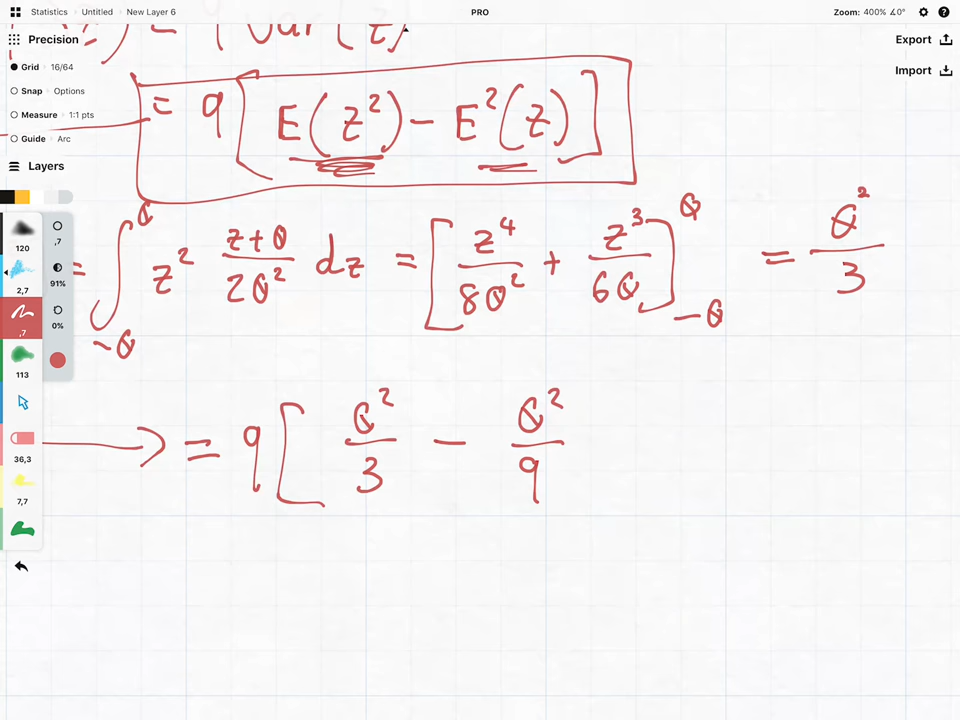 Statistics › Untitled › New Layer 6
PRO
Zoom: 400% ∠0°
Precision
Export
Grid › 16/64
Import
Snap › Options
Measure › 1:1 pts
Guide › Arc
Layers
Var(z)
= 9 [ E(z²) − E²(z) ]
= ∫_{-θ}^{θ} z² (z+θ)/(2θ²) dz = [ z⁴/(8θ²) + z³/(6θ) ]_{-θ}^{θ} = θ²/3
→ = 9 [ θ²/3 − θ²/9
120
2,7
,7
113
36,3
7,7
,7
91%
0%